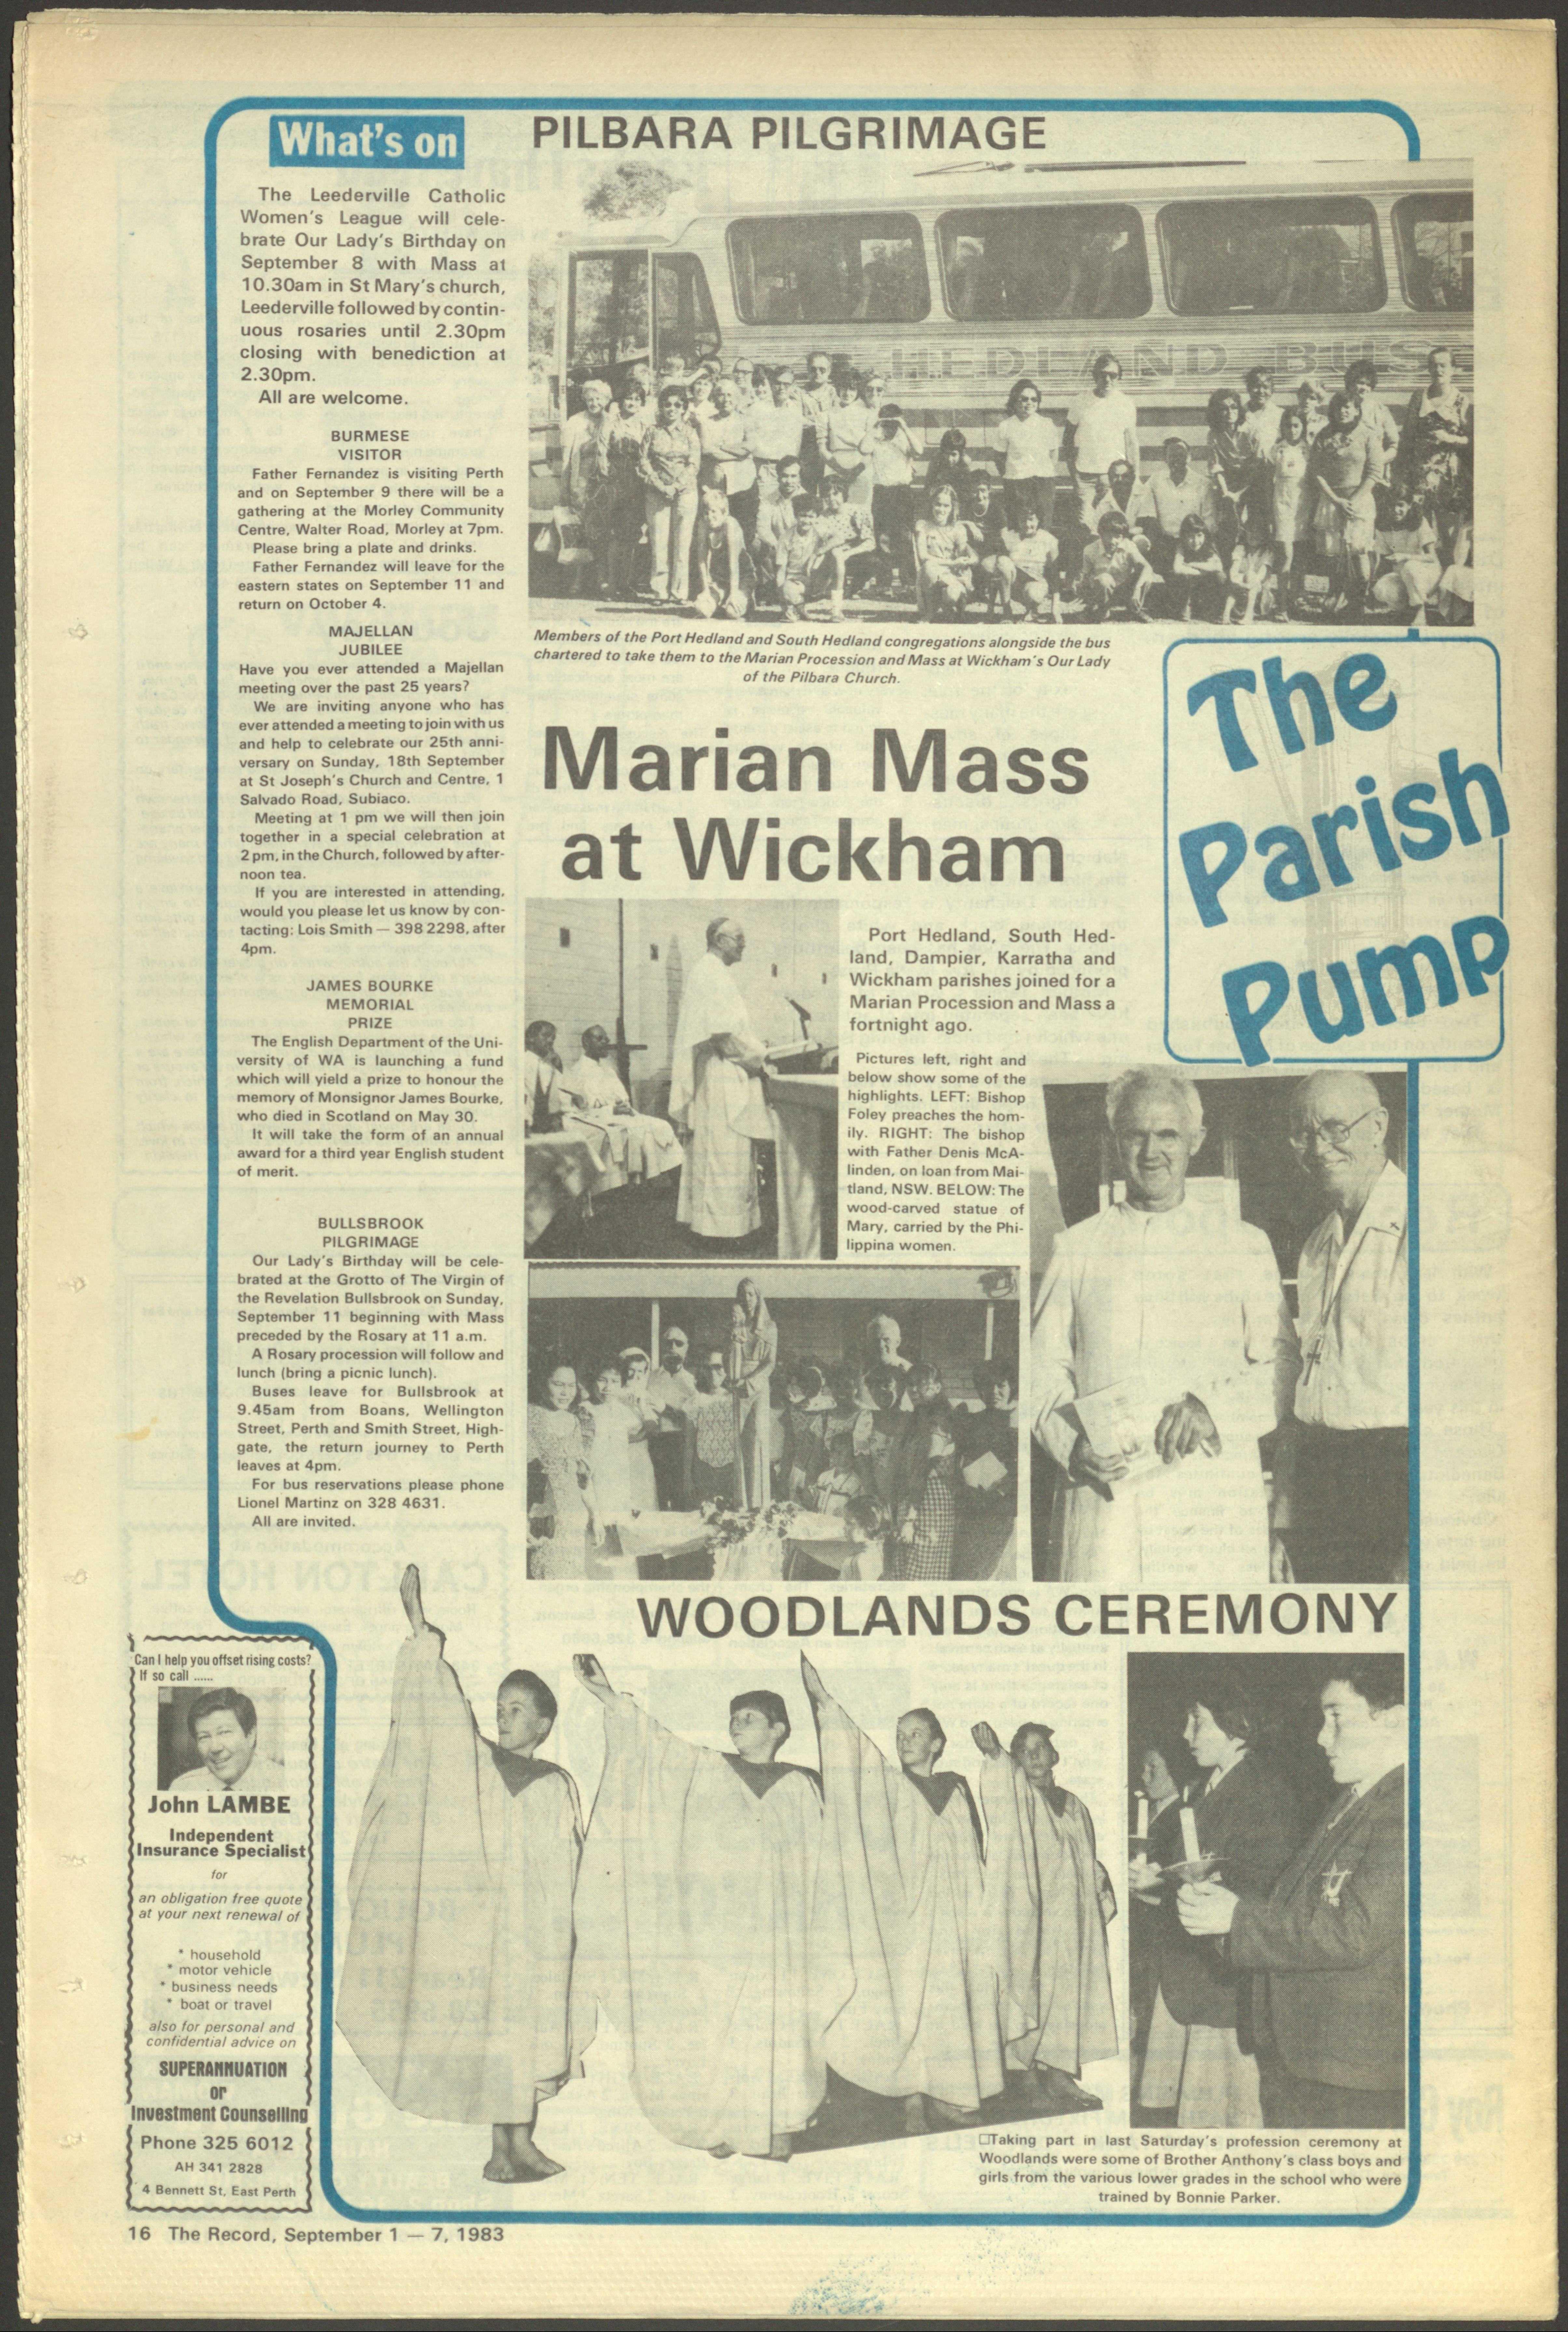 What's on
The Leederville Catholic
Women's League will cele-
brate Our Lady's Birthday on
September 8 with Mass at
10.30am in St Mary's church,
Leederville followed by contin-
uous rosaries until 2.30pm
closing with benediction at
2.30pm.
All are welcome.
BURMESE
VISITOR
Father Fernandez is visiting Perth
and on September 9 there will be a
gathering at the Morley Community
Centre, Walter Road, Morley at 7pm.
Please bring a plate and drinks.
Father Fernandez will leave for the
eastern states on September 11 and
return on October 4.
MAJELLAN
JUBILEE
Have you ever attended a Majellan
meeting over the past 25 years?
We are inviting anyone who has
ever attended a meeting to join with us
and help to celebrate our 25th anni-
versary on Sunday, 18th September
at St Joseph's Church and Centre, 1
Salvado Road, Subiaco.
Meeting at 1 pm we will then join
together in a special celebration at
2 pm, in the Church, followed by after-
noon tea.
If you are interested in attending,
would you please let us know by con-
tacting: Lois Smith — 398 2298, after
4pm.
JAMES BOURKE
MEMORIAL
PRIZE
The English Department of the Uni-
versity of WA is launching a fund
which will yield a prize to honour the
memory of Monsignor James Bourke,
who died in Scotland on May 30.
It will take the form of an annual
award for a third year English student
of merit.
BULLSBROOK
PILGRIMAGE
Our Lady's Birthday will be cele-
brated at the Grotto of The Virgin of
the Revelation Bullsbrook on Sunday,
September 11 beginning with Mass
preceded by the Rosary at 11 a.m.
A Rosary procession will follow and
lunch (bring a picnic lunch).
Buses leave for Bullsbrook at
9.45am from Boans, Wellington
Street, Perth and Smith Street, High-
gate, the return journey to Perth
leaves at 4pm.
For bus reservations please phone
Lionel Martinz on 328 4631.
All are invited.
PILBARA PILGRIMAGE
HEDLAND BUS
Members of the Port Hedland and South Hedland congregations alongside the bus
chartered to take them to the Marian Procession and Mass at Wickham's Our Lady
of the Pilbara Church.
The
Parish
Pump
Marian Mass
at Wickham
Port Hedland, South Hed-
land, Dampier, Karratha and
Wickham parishes joined for a
Marian Procession and Mass a
fortnight ago.
Pictures left, right and
below show some of the
highlights. LEFT: Bishop
Foley preaches the hom-
ily. RIGHT: The bishop
with Father Denis McA-
linden, on loan from Mai-
tland, NSW. BELOW: The
wood-carved statue of
Mary, carried by the Phi-
lippina women.
WOODLANDS CEREMONY
□Taking part in last Saturday's profession ceremony at
Woodlands were some of Brother Anthony's class boys and
girls from the various lower grades in the school who were
trained by Bonnie Parker.
Can I help you offset rising costs?
If so call ......
John LAMBE
Independent
Insurance Specialist
for
an obligation free quote
at your next renewal of
* household
* motor vehicle
* business needs
* boat or travel
also for personal and
confidential advice on
SUPERANNUATION
or
Investment Counselling
Phone 325 6012
AH 341 2828
4 Bennett St, East Perth
16 The Record, September 1 — 7, 1983